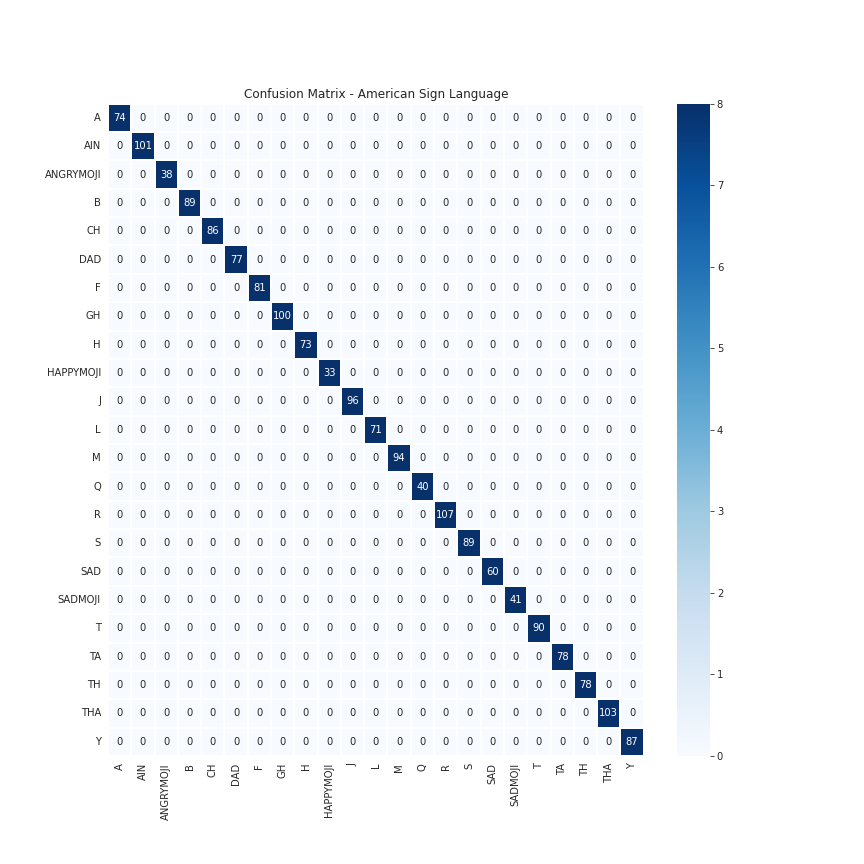 Confusion Matrix - American Sign Language
A 74 0 0 0 0 0 0 0 0 0 0 0 0 0 0 0 0 0 0 0 0 0 0 8
AIN 0 101 0 0 0 0 0 0 0 0 0 0 0 0 0 0 0 0 0 0 0 0 0
ANGRYMOJI 0 0 38 0 0 0 0 0 0 0 0 0 0 0 0 0 0 0 0 0 0 0 0
B 0 0 0 89 0 0 0 0 0 0 0 0 0 0 0 0 0 0 0 0 0 0 0 7
CH 0 0 0 0 86 0 0 0 0 0 0 0 0 0 0 0 0 0 0 0 0 0 0
DAD 0 0 0 0 0 77 0 0 0 0 0 0 0 0 0 0 0 0 0 0 0 0 0 6
F 0 0 0 0 0 0 81 0 0 0 0 0 0 0 0 0 0 0 0 0 0 0 0
GH 0 0 0 0 0 0 0 100 0 0 0 0 0 0 0 0 0 0 0 0 0 0 0
H 0 0 0 0 0 0 0 0 73 0 0 0 0 0 0 0 0 0 0 0 0 0 0 5
HAPPYMOJI 0 0 0 0 0 0 0 0 0 33 0 0 0 0 0 0 0 0 0 0 0 0 0
J 0 0 0 0 0 0 0 0 0 0 96 0 0 0 0 0 0 0 0 0 0 0 0
L 0 0 0 0 0 0 0 0 0 0 0 71 0 0 0 0 0 0 0 0 0 0 0 4
M 0 0 0 0 0 0 0 0 0 0 0 0 94 0 0 0 0 0 0 0 0 0 0
Q 0 0 0 0 0 0 0 0 0 0 0 0 0 40 0 0 0 0 0 0 0 0 0
R 0 0 0 0 0 0 0 0 0 0 0 0 0 0 107 0 0 0 0 0 0 0 0 3
S 0 0 0 0 0 0 0 0 0 0 0 0 0 0 0 89 0 0 0 0 0 0 0
SAD 0 0 0 0 0 0 0 0 0 0 0 0 0 0 0 0 60 0 0 0 0 0 0
SADMOJI 0 0 0 0 0 0 0 0 0 0 0 0 0 0 0 0 0 41 0 0 0 0 0 2
T 0 0 0 0 0 0 0 0 0 0 0 0 0 0 0 0 0 0 90 0 0 0 0
TA 0 0 0 0 0 0 0 0 0 0 0 0 0 0 0 0 0 0 0 78 0 0 0
TH 0 0 0 0 0 0 0 0 0 0 0 0 0 0 0 0 0 0 0 0 78 0 0 1
THA 0 0 0 0 0 0 0 0 0 0 0 0 0 0 0 0 0 0 0 0 0 103 0
Y 0 0 0 0 0 0 0 0 0 0 0 0 0 0 0 0 0 0 0 0 0 0 87 0
A AIN ANGRYMOJI B CH DAD F GH H HAPPYMOJI J L M Q R S SAD SADMOJI T TA TH THA Y